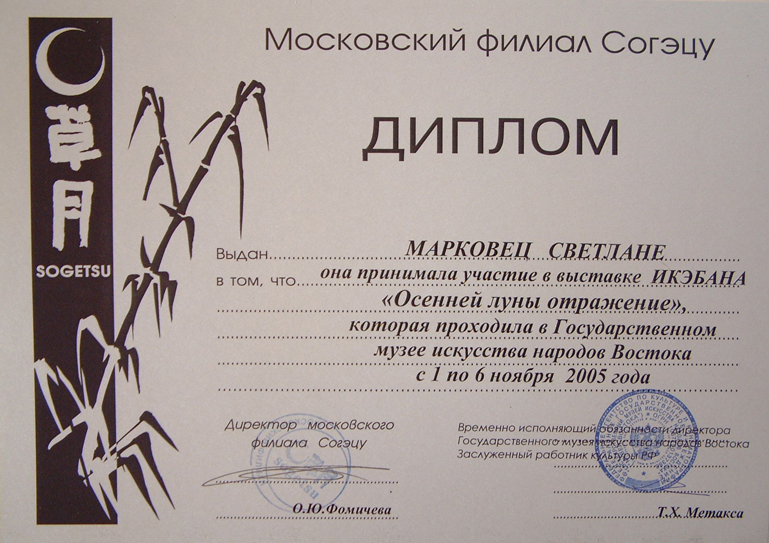 Московский филиал Согэцу
草月
SOGETSU
ДИПЛОМ
Выдан МАРКОВЕЦ СВЕТЛАНЕ
в том, что она принимала участие в выставке ИКЭБАНА
«Осенней луны отражение»,
которая проходила в Государственном
музее искусства народов Востока
с 1 по 6 ноября 2005 года
Директор московского
филиала Согэцу
О.Ю.Фомичева
Временно исполняющий обязанности директора
Государственного музея искусства народов Востока
Заслуженный работник культуры РФ
Т.Х. Метакса
SOGETSU